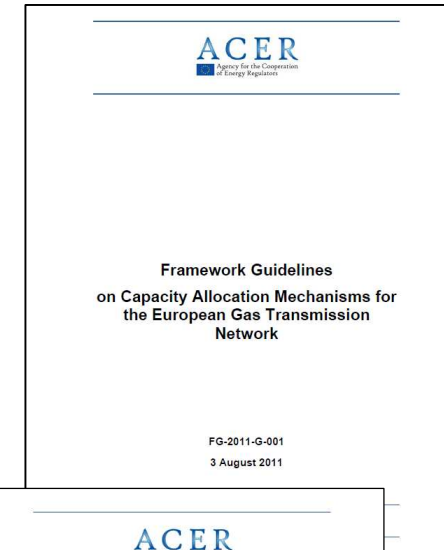 ACER
Agency for the Cooperation
of Energy Regulators
Framework Guidelines
on Capacity Allocation Mechanisms for
the European Gas Transmission
Network
FG-2011-G-001
3 August 2011
ACER